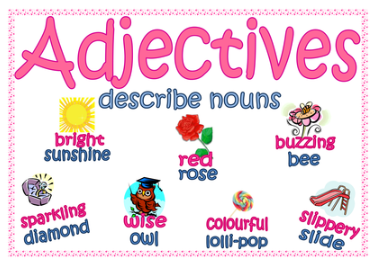 Adjectives
describe nouns
bright
sunshine
red
rose
buzzing
bee
sparkling
diamond
wise
owl
colourful
lolli-pop
slippery
slide